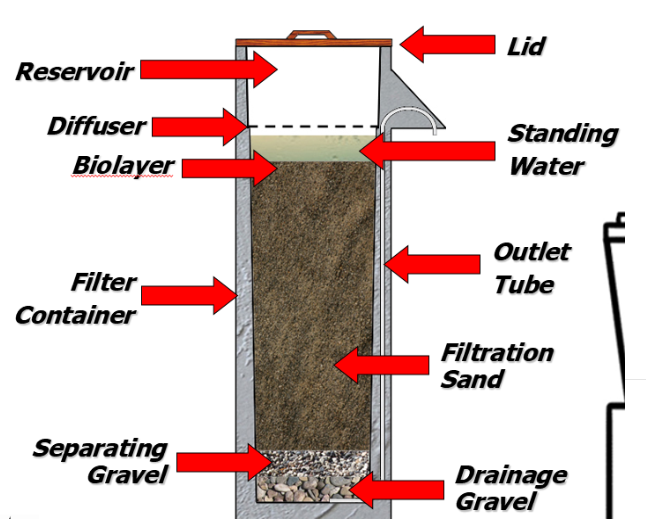 Lid
Reservoir
Diffuser
Standing
Water
Biolayer
Outlet
Tube
Filter
Container
Filtration
Sand
Separating
Gravel
Drainage
Gravel